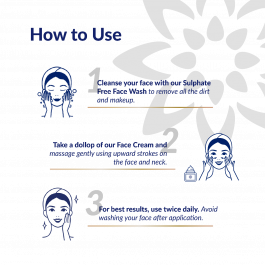 How to Use
1
Cleanse your face with our Sulphate
Free Face Wash to remove all the dirt
and makeup.
2
Take a dollop of our Face Cream and
massage gently using upward strokes on
the face and neck.
3
For best results, use twice daily. Avoid
washing your face after application.